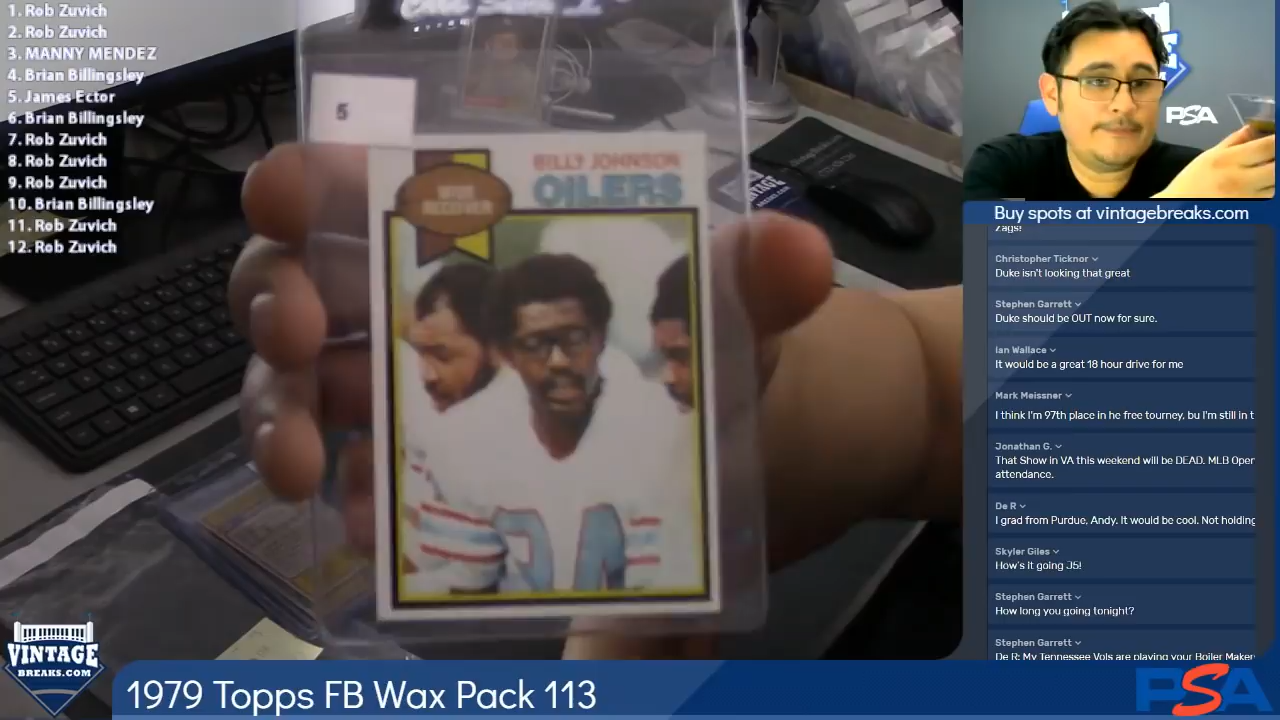 1. Rob Zuvich
2. Rob Zuvich
3. MANNY MENDEZ
4. Brian Billingsley
5. James Ector
6. Brian Billingsley
7. Rob Zuvich
8. Rob Zuvich
9. Rob Zuvich
10. Brian Billingsley
11. Rob Zuvich
12. Rob Zuvich
WIDE
RECEIVER
BILLY JOHNSON
OILERS
PSA
Buy spots at vintagebreaks.com
Zags!
Christopher Ticknor
Duke isn't looking that great
Stephen Garrett
Duke should be OUT now for sure.
Ian Wallace
It would be a great 18 hour drive for me
Mark Meissner
I think I'm 97th place in he free tourney, but I'm still in t
Jonathan G.
That Show in VA this weekend will be DEAD. MLB Oper
attendance.
De R
I grad from Purdue, Andy. It would be cool. Not holding
Skyler Giles
How's it going J5!
Stephen Garrett
How long you going tonight?
Stephen Garrett
De R: My Tennessee Vols are playing your Boiler Maker
VINTAGE
BREAKS.COM
1979 Topps FB Wax Pack 113
PSA